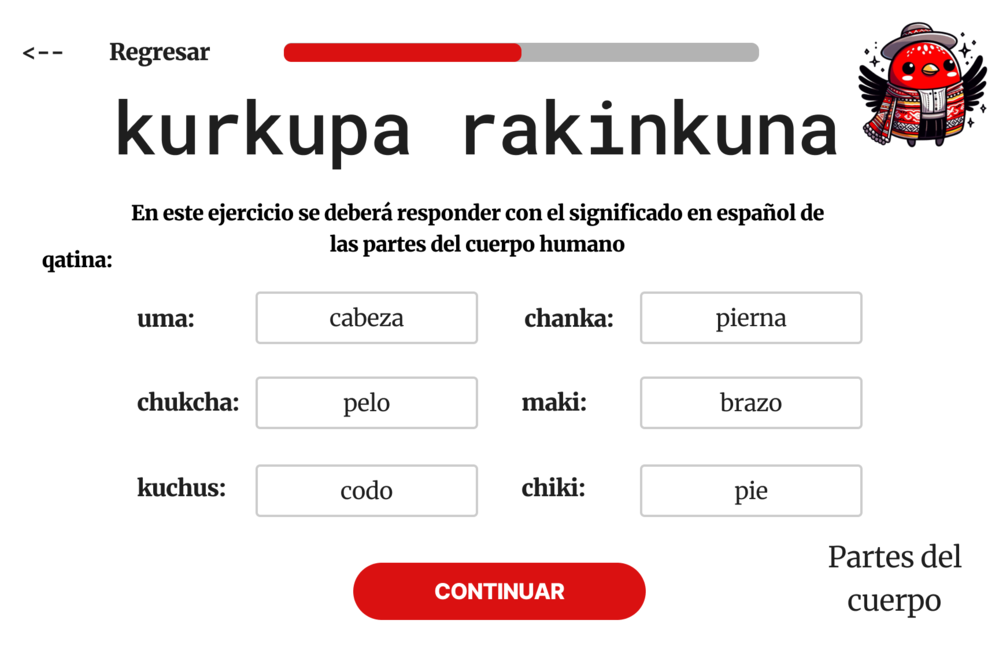 <-- Regresar
kurkupa rakinkuna
En este ejercicio se deberá responder con el significado en español de
las partes del cuerpo humano
qatina:
uma: cabeza chanka: pierna
chukcha: pelo maki: brazo
kuchus: codo chiki: pie
CONTINUAR
Partes del
cuerpo